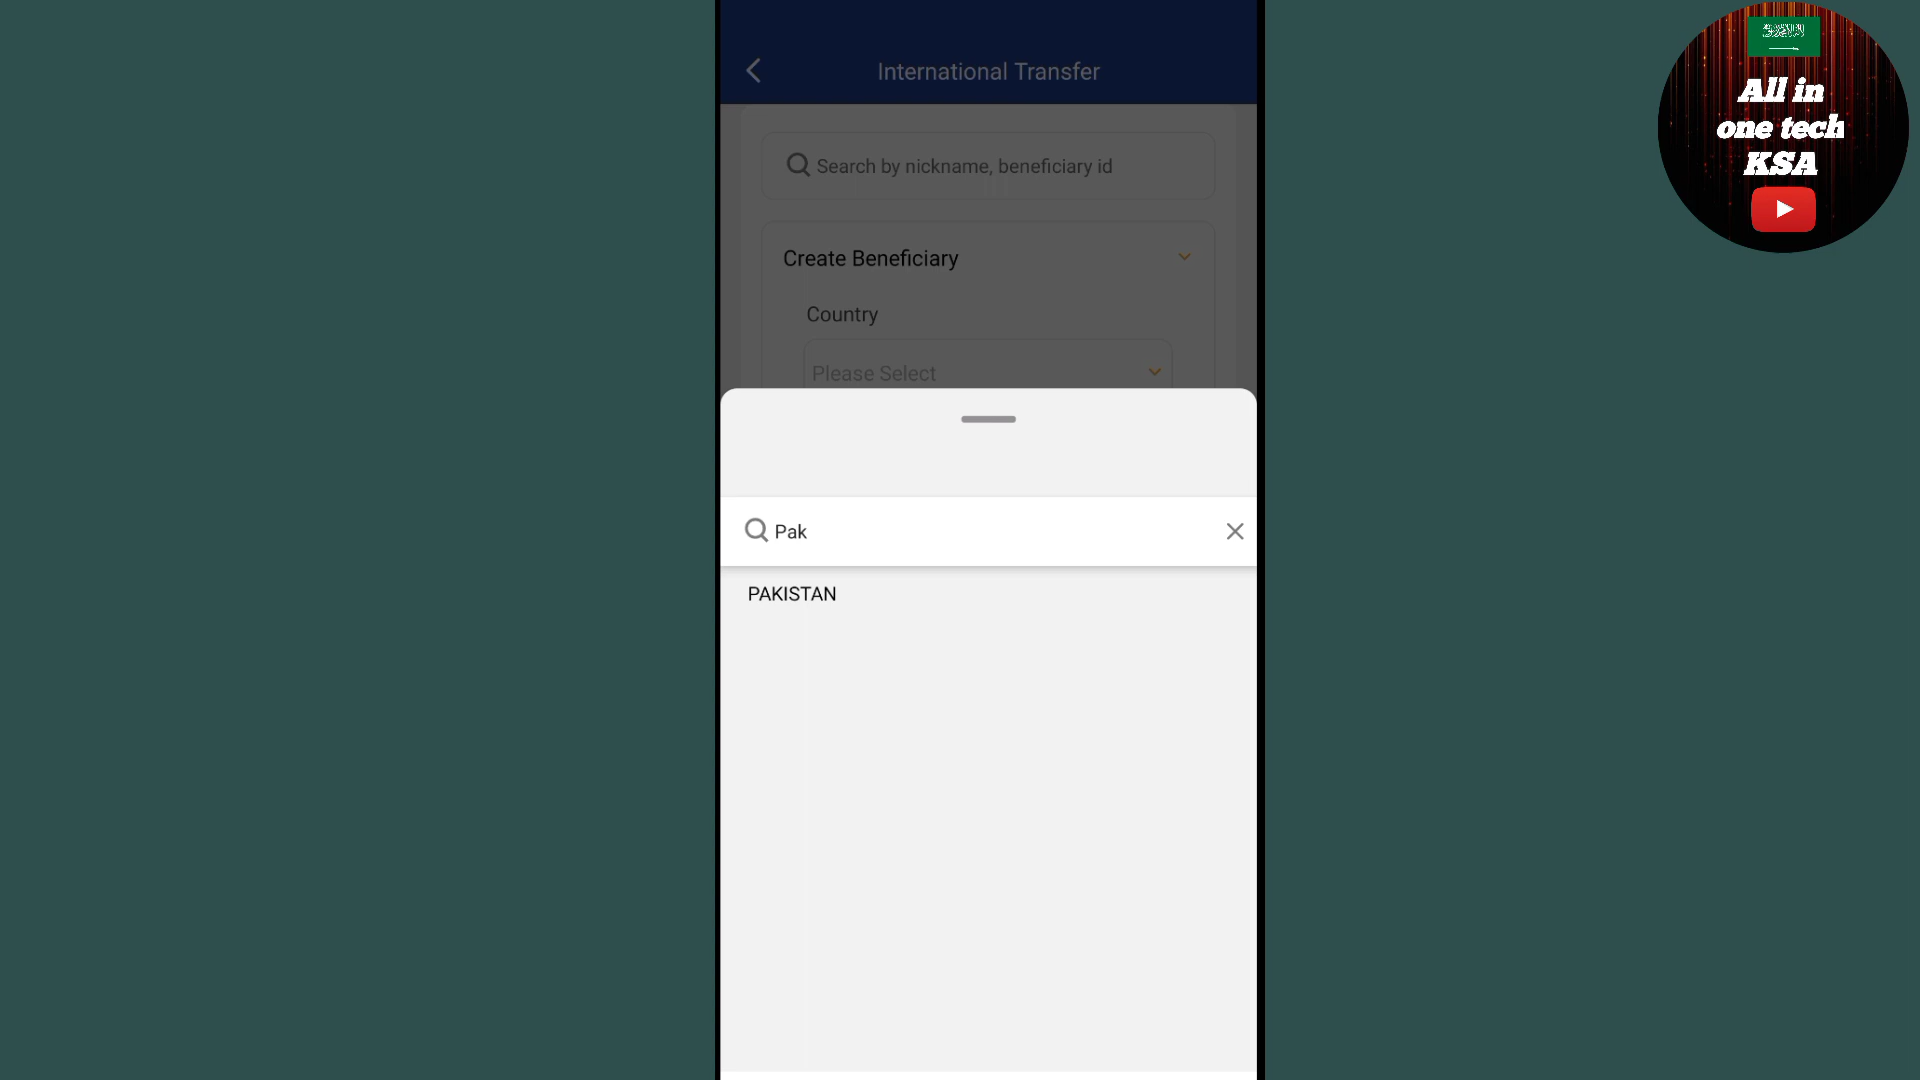 International Transfer
Search by nickname, beneficiary id
Create Beneficiary
Country
Please Select
Pak
PAKISTAN
All in
one tech
KSA